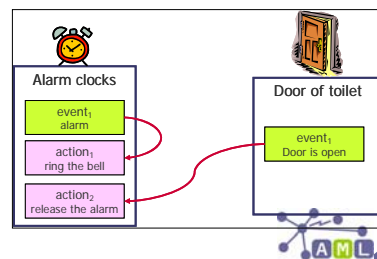 Alarm clocks
event₁
alarm
action₁
ring the bell
action₂
release the alarm
Door of toilet
event₁
Door is open
AML